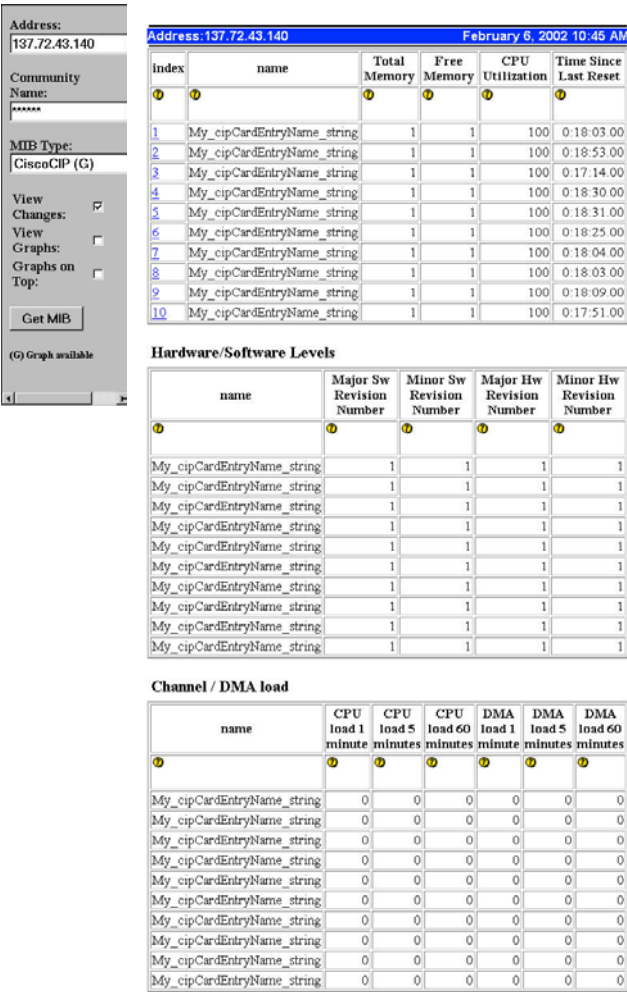 Address:
137.72.43.140
Community
Name:
******
MIB Type:
CiscoCIP (G)
View
Changes:
View
Graphs:
Graphs on
Top:
Get MIB
(G) Graph available
Address:137.72.43.140 February 6, 2002 10:45 AM
index name Total Memory Free Memory CPU Utilization Time Since Last Reset
1 My_cipCardEntryName_string 1 1 100 0:18:03.00
2 My_cipCardEntryName_string 1 1 100 0:18:53.00
3 My_cipCardEntryName_string 1 1 100 0:17:14.00
4 My_cipCardEntryName_string 1 1 100 0:18:30.00
5 My_cipCardEntryName_string 1 1 100 0:18:31.00
6 My_cipCardEntryName_string 1 1 100 0:18:25.00
7 My_cipCardEntryName_string 1 1 100 0:18:04.00
8 My_cipCardEntryName_string 1 1 100 0:18:03.00
9 My_cipCardEntryName_string 1 1 100 0:18:09.00
10 My_cipCardEntryName_string 1 1 100 0:17:51.00
Hardware/Software Levels
name Major Sw Revision Number Minor Sw Revision Number Major Hw Revision Number Minor Hw Revision Number
My_cipCardEntryName_string 1 1 1 1
My_cipCardEntryName_string 1 1 1 1
My_cipCardEntryName_string 1 1 1 1
My_cipCardEntryName_string 1 1 1 1
My_cipCardEntryName_string 1 1 1 1
My_cipCardEntryName_string 1 1 1 1
My_cipCardEntryName_string 1 1 1 1
My_cipCardEntryName_string 1 1 1 1
My_cipCardEntryName_string 1 1 1 1
My_cipCardEntryName_string 1 1 1 1
Channel / DMA load
name CPU load 1 minute CPU load 5 minutes CPU load 60 minutes DMA load 1 minute DMA load 5 minutes DMA load 60 minutes
My_cipCardEntryName_string 0 0 0 0 0 0
My_cipCardEntryName_string 0 0 0 0 0 0
My_cipCardEntryName_string 0 0 0 0 0 0
My_cipCardEntryName_string 0 0 0 0 0 0
My_cipCardEntryName_string 0 0 0 0 0 0
My_cipCardEntryName_string 0 0 0 0 0 0
My_cipCardEntryName_string 0 0 0 0 0 0
My_cipCardEntryName_string 0 0 0 0 0 0
My_cipCardEntryName_string 0 0 0 0 0 0
My_cipCardEntryName_string 0 0 0 0 0 0